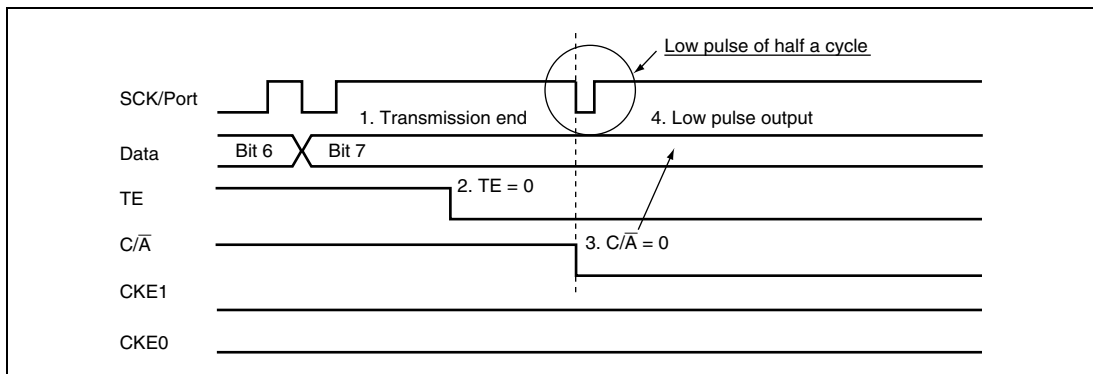 Low pulse of half a cycle
SCK/Port
1. Transmission end
4. Low pulse output
Data
Bit 6
Bit 7
TE
2. TE = 0
C/A̅
3. C/A̅ = 0
CKE1
CKE0